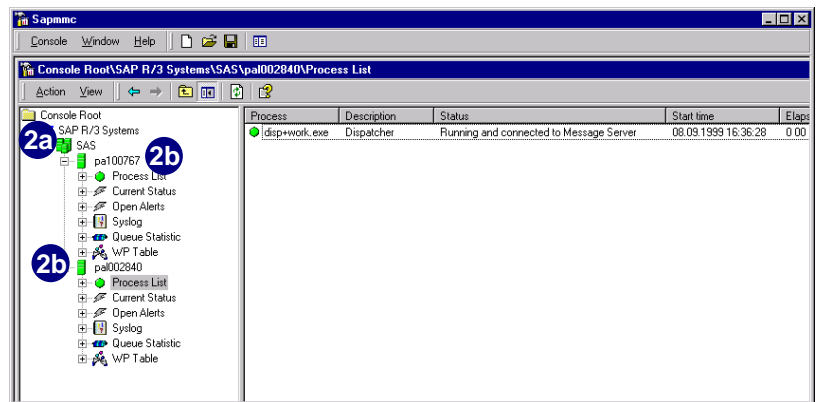 Sapmmc
Console Window Help
Console Root\SAP R/3 Systems\SAS\pal002840\Process List
Action View
Console Root
SAP R/3 Systems
2a
SAS
pa100767
2b
Process List
Current Status
Open Alerts
Syslog
Queue Statistic
WP Table
2b
pal002840
Process List
Current Status
Open Alerts
Syslog
Queue Statistic
WP Table
Process Description Status Start time Elaps
disp+work.exe Dispatcher Running and connected to Message Server 08.09.1999 16:36:28 0 00